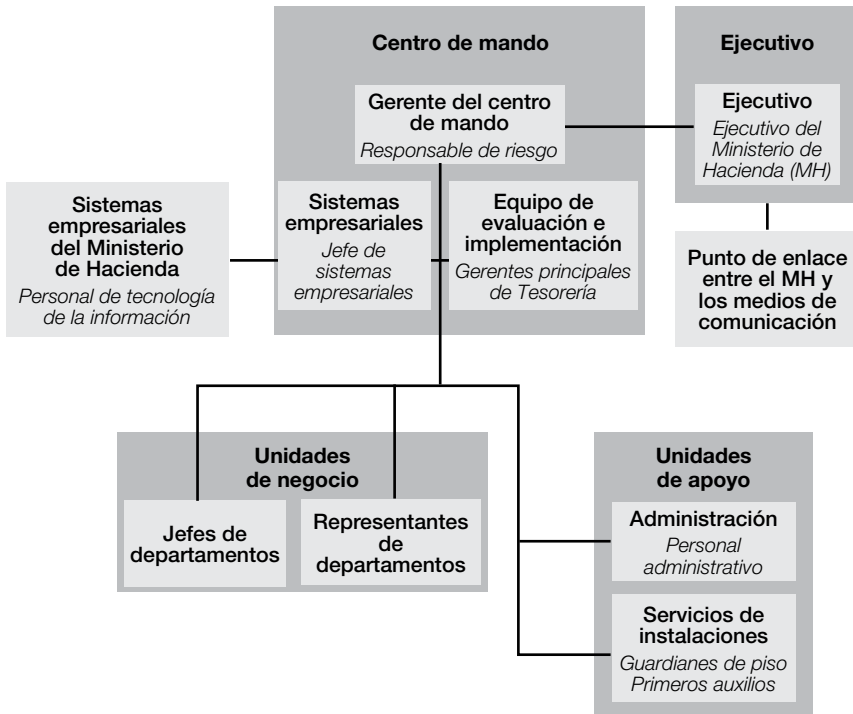 Centro de mando
Gerente del centro
de mando
Responsable de riesgo
Sistemas
empresariales
Jefe de
sistemas
empresariales
Equipo de
evaluación e
implementación
Gerentes principales
de Tesorería
Ejecutivo
Ejecutivo
Ejecutivo del
Ministerio de
Hacienda (MH)
Punto de enlace
entre el MH y
los medios de
comunicación
Sistemas
empresariales
del Ministerio
de Hacienda
Personal de tecnología
de la información
Unidades
de negocio
Jefes de
departamentos
Representantes
de
departamentos
Unidades
de apoyo
Administración
Personal
administrativo
Servicios de
instalaciones
Guardianes de piso
Primeros auxilios